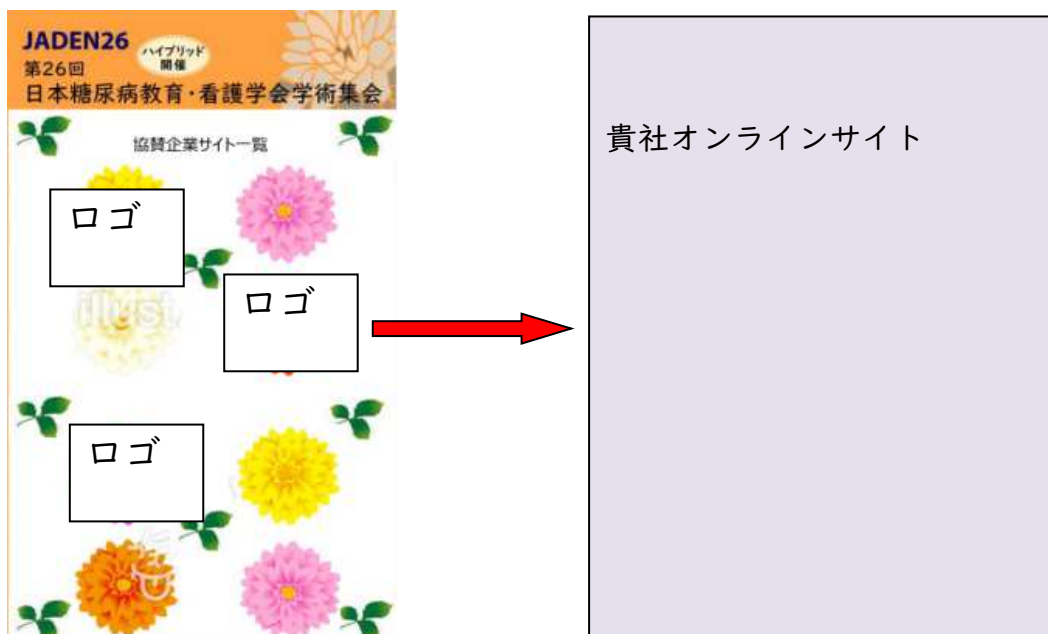 JADEN26
ハイブリッド
開催
第26回
日本糖尿病教育・看護学会学術集会
協賛企業サイト一覧
ロゴ
ロゴ
ロゴ
貴社オンラインサイト
illust